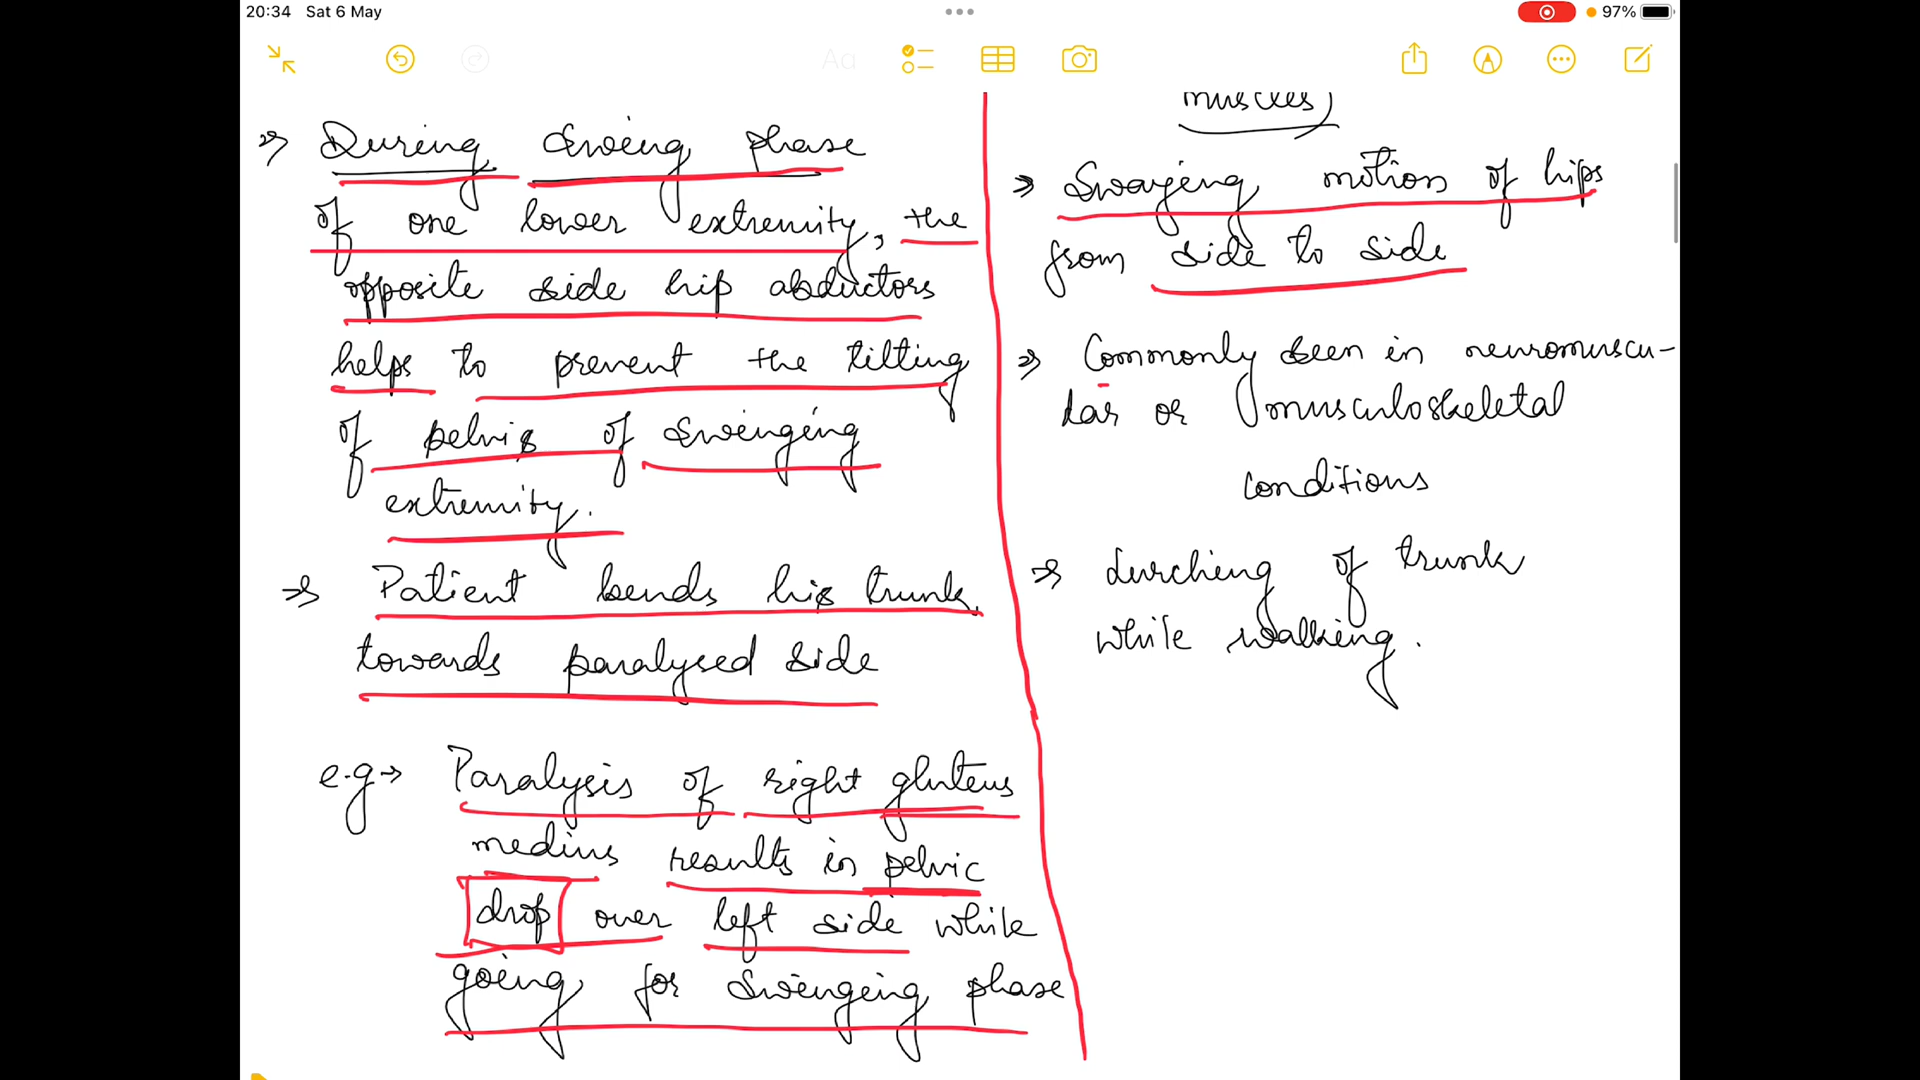 20:34 Sat 6 May
97%
Aa
⇒ During swing phase
of one lower extremity, the
opposite side hip abductors
helps to prevent the tilting
of pelvis of swinging
extremity.
⇒ Patient bends his trunk
towards paralysed side
e.g → Paralysis of right gluteus
medius results in pelvic
drop over left side while
going for swinging phase
muscles)
⇒ Swaying motion of hips
from side to side
⇒ Commonly seen in neuromuscu-
lar or musculoskeletal
conditions
⇒ Lurching of trunk
while walking.